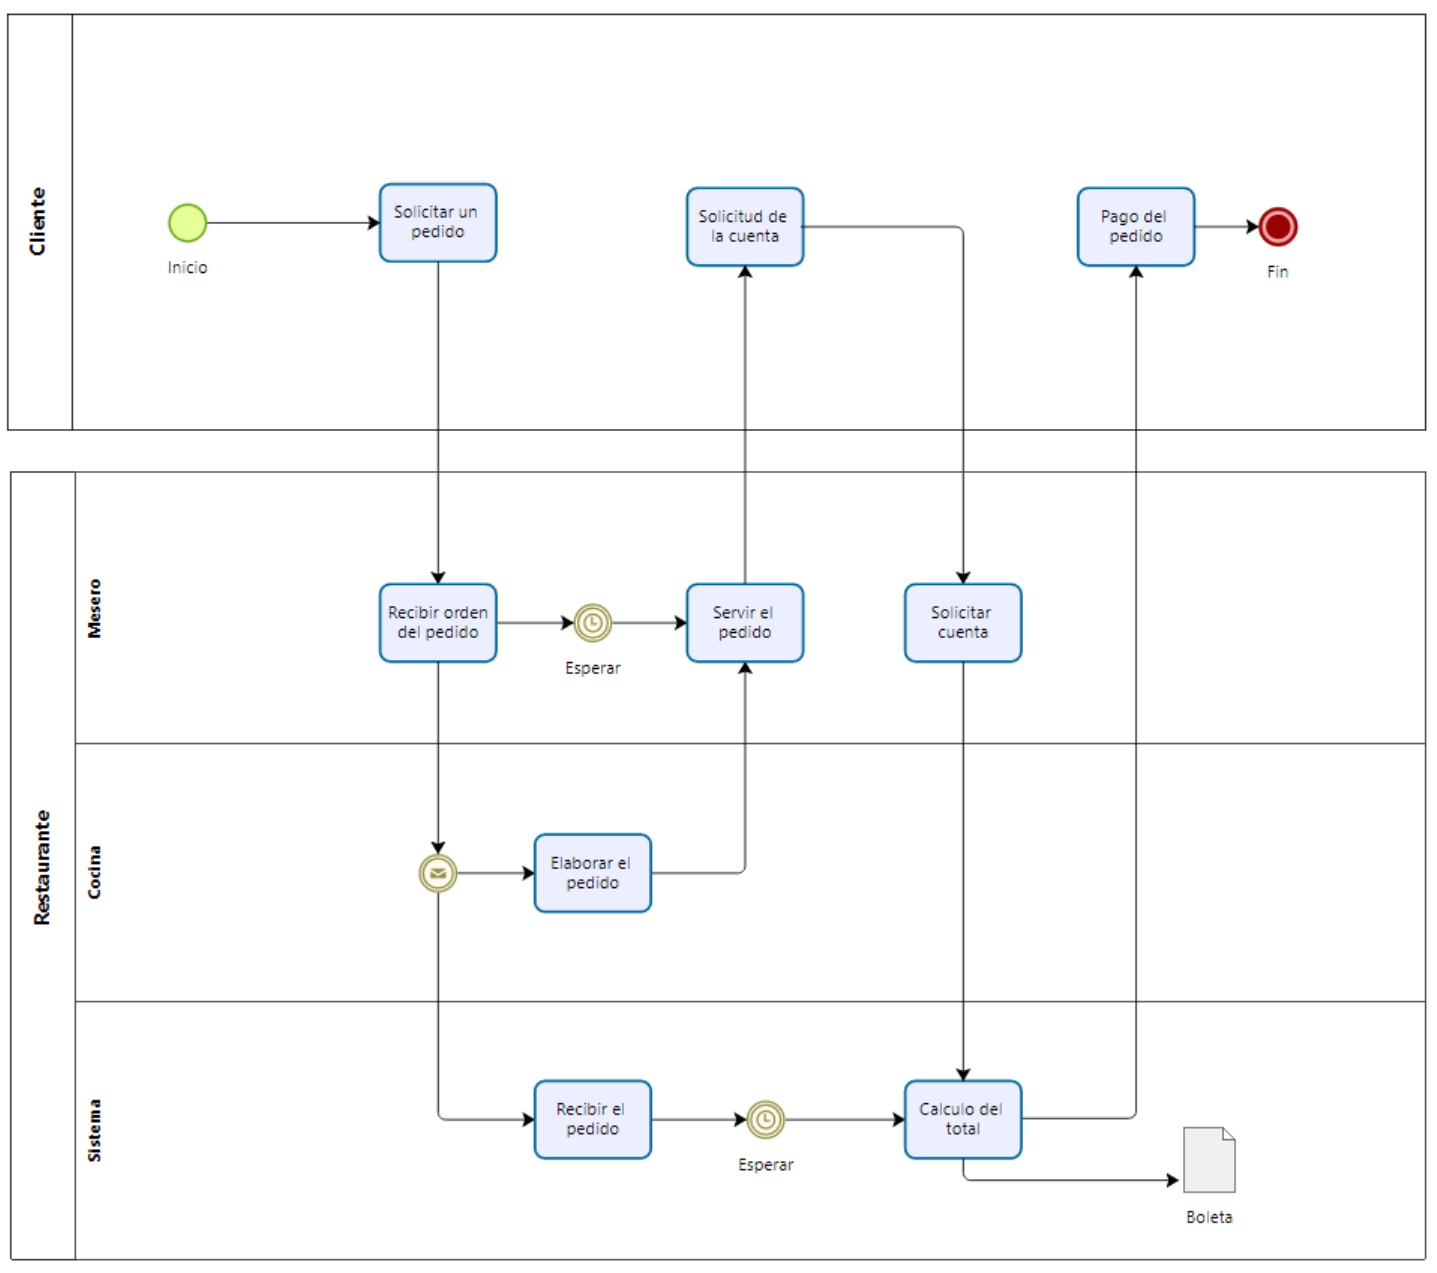 Cliente
Inicio
Solicitar un
pedido
Solicitud de
la cuenta
Pago del
pedido
Fin
Restaurante
Mesero
Recibir orden
del pedido
Esperar
Servir el
pedido
Solicitar
cuenta
Cocina
Elaborar el
pedido
Sistema
Recibir el
pedido
Esperar
Calculo del
total
Boleta